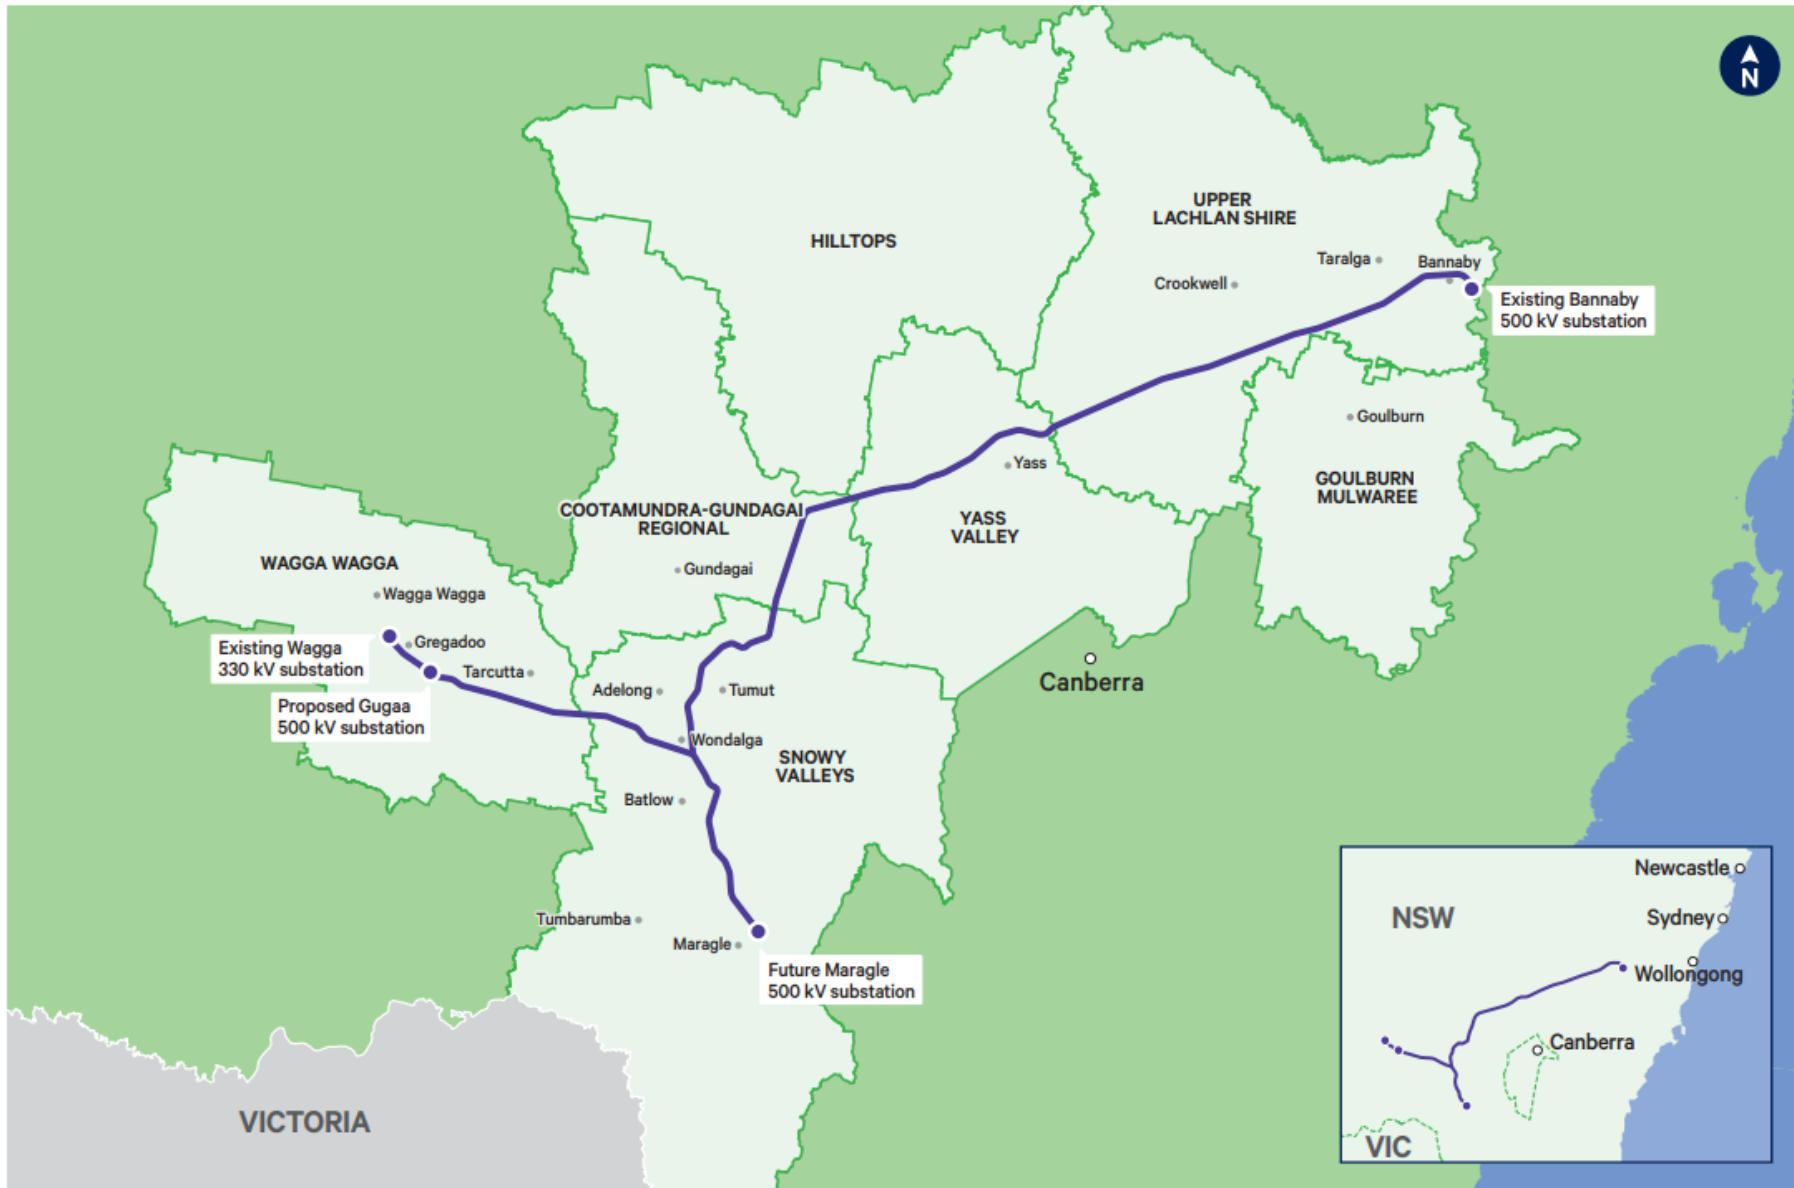 N
UPPER
LACHLAN SHIRE
HILLTOPS
Taralga
Bannaby
Crookwell
Existing Bannaby
500 kV substation
Goulburn
Yass
GOULBURN
MULWAREE
COOTAMUNDRA-GUNDAGAI
REGIONAL
YASS
VALLEY
WAGGA WAGGA
Gundagai
Wagga Wagga
Existing Wagga
330 kV substation
Gregadoo
Tarcutta
Proposed Gugaa
500 kV substation
Adelong
Tumut
Canberra
Wondalga
SNOWY
VALLEYS
Batlow
Tumbarumba
Maragle
Future Maragle
500 kV substation
VICTORIA
Newcastle
NSW
Sydney
Wollongong
Canberra
VIC